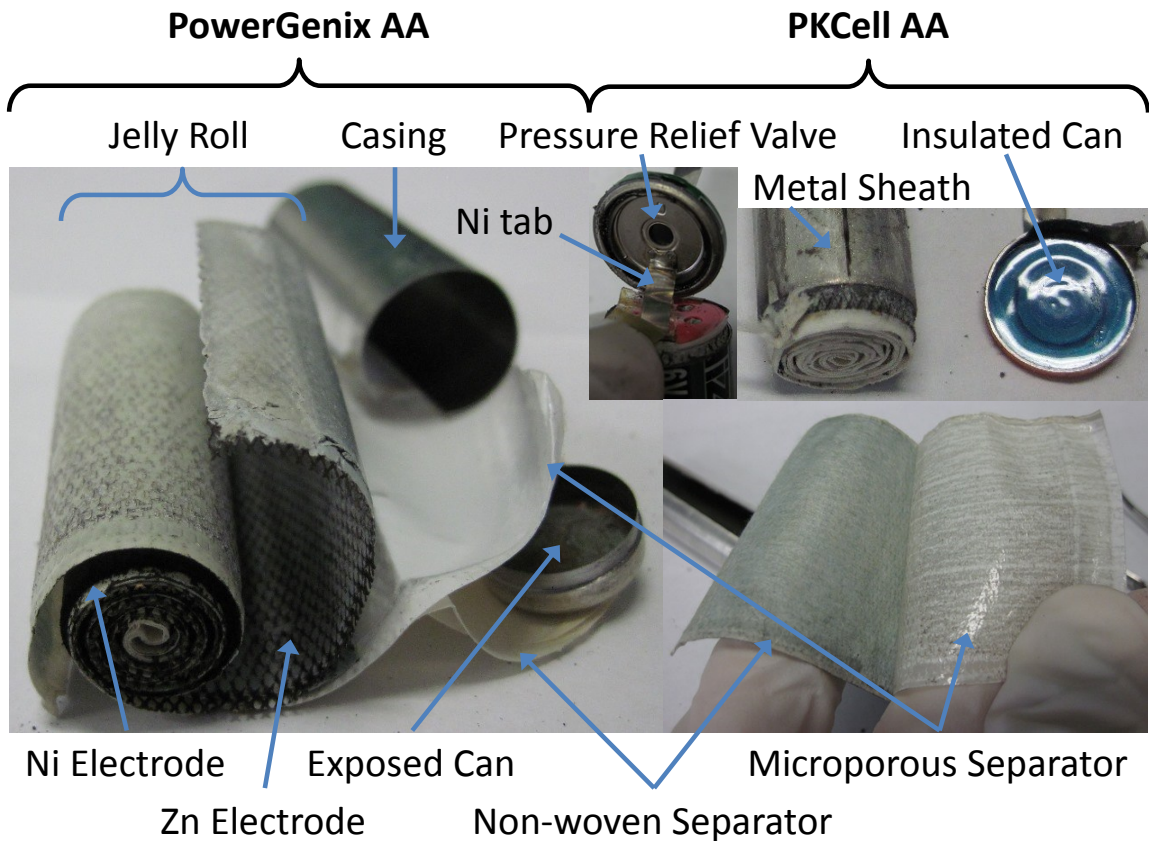 PowerGenix AA
PKCell AA
Jelly Roll
Casing
Pressure Relief Valve
Insulated Can
Metal Sheath
Ni tab
Ni Electrode
Exposed Can
Microporous Separator
Zn Electrode
Non-woven Separator